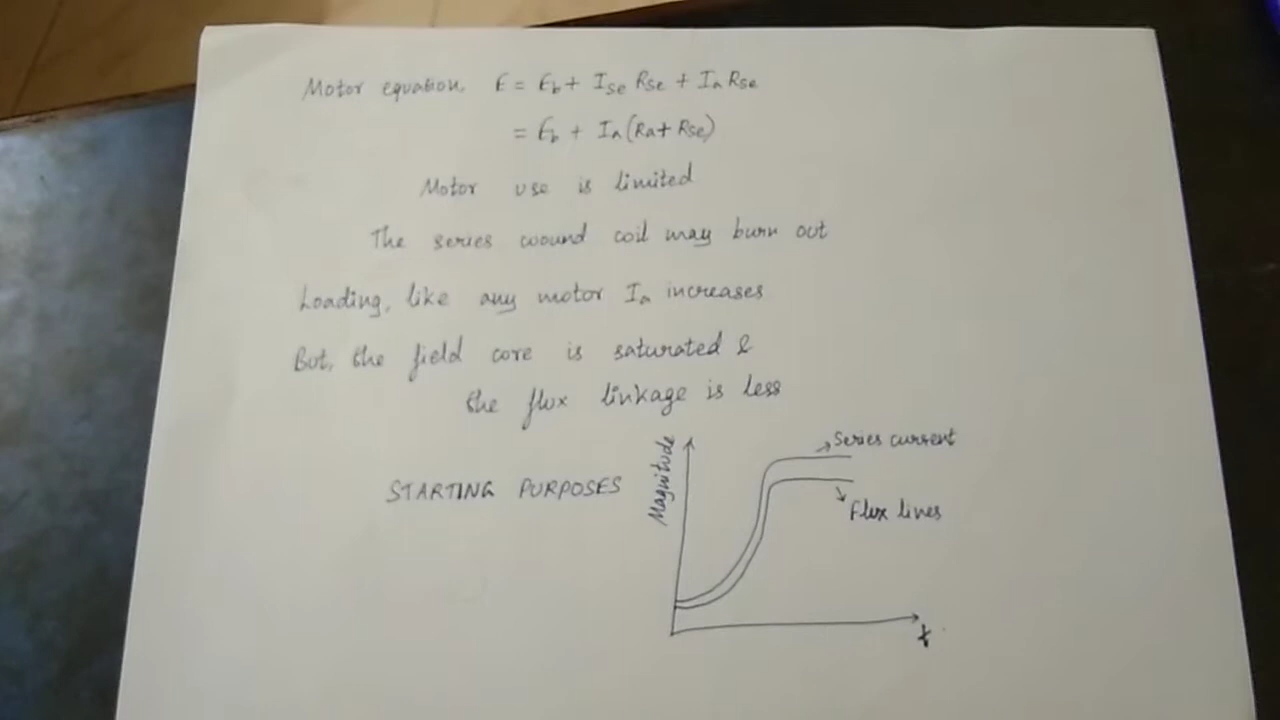 Motor equation, E = Eb + Ise Rse + Ia Rse
= Eb + Ia (Ra + Rse)
Motor use is limited
The series wound coil may burn out
Loading, like any motor Ia increases
But, the field core is saturated &
the flux linkage is less
STARTING PURPOSES
Magnitude
Series current
Flux lines
t